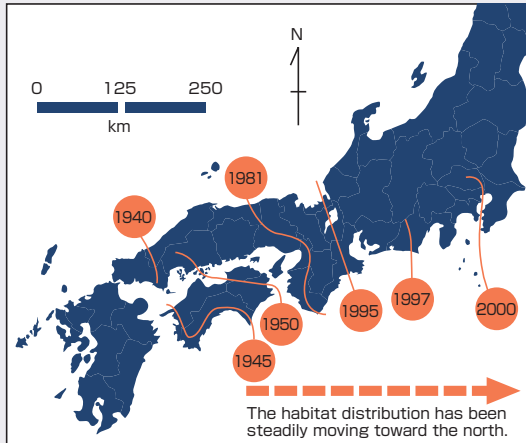 N
0 125 250
km
1981
1940
1950
1945
1995
1997
2000
The habitat distribution has been
steadily moving toward the north.